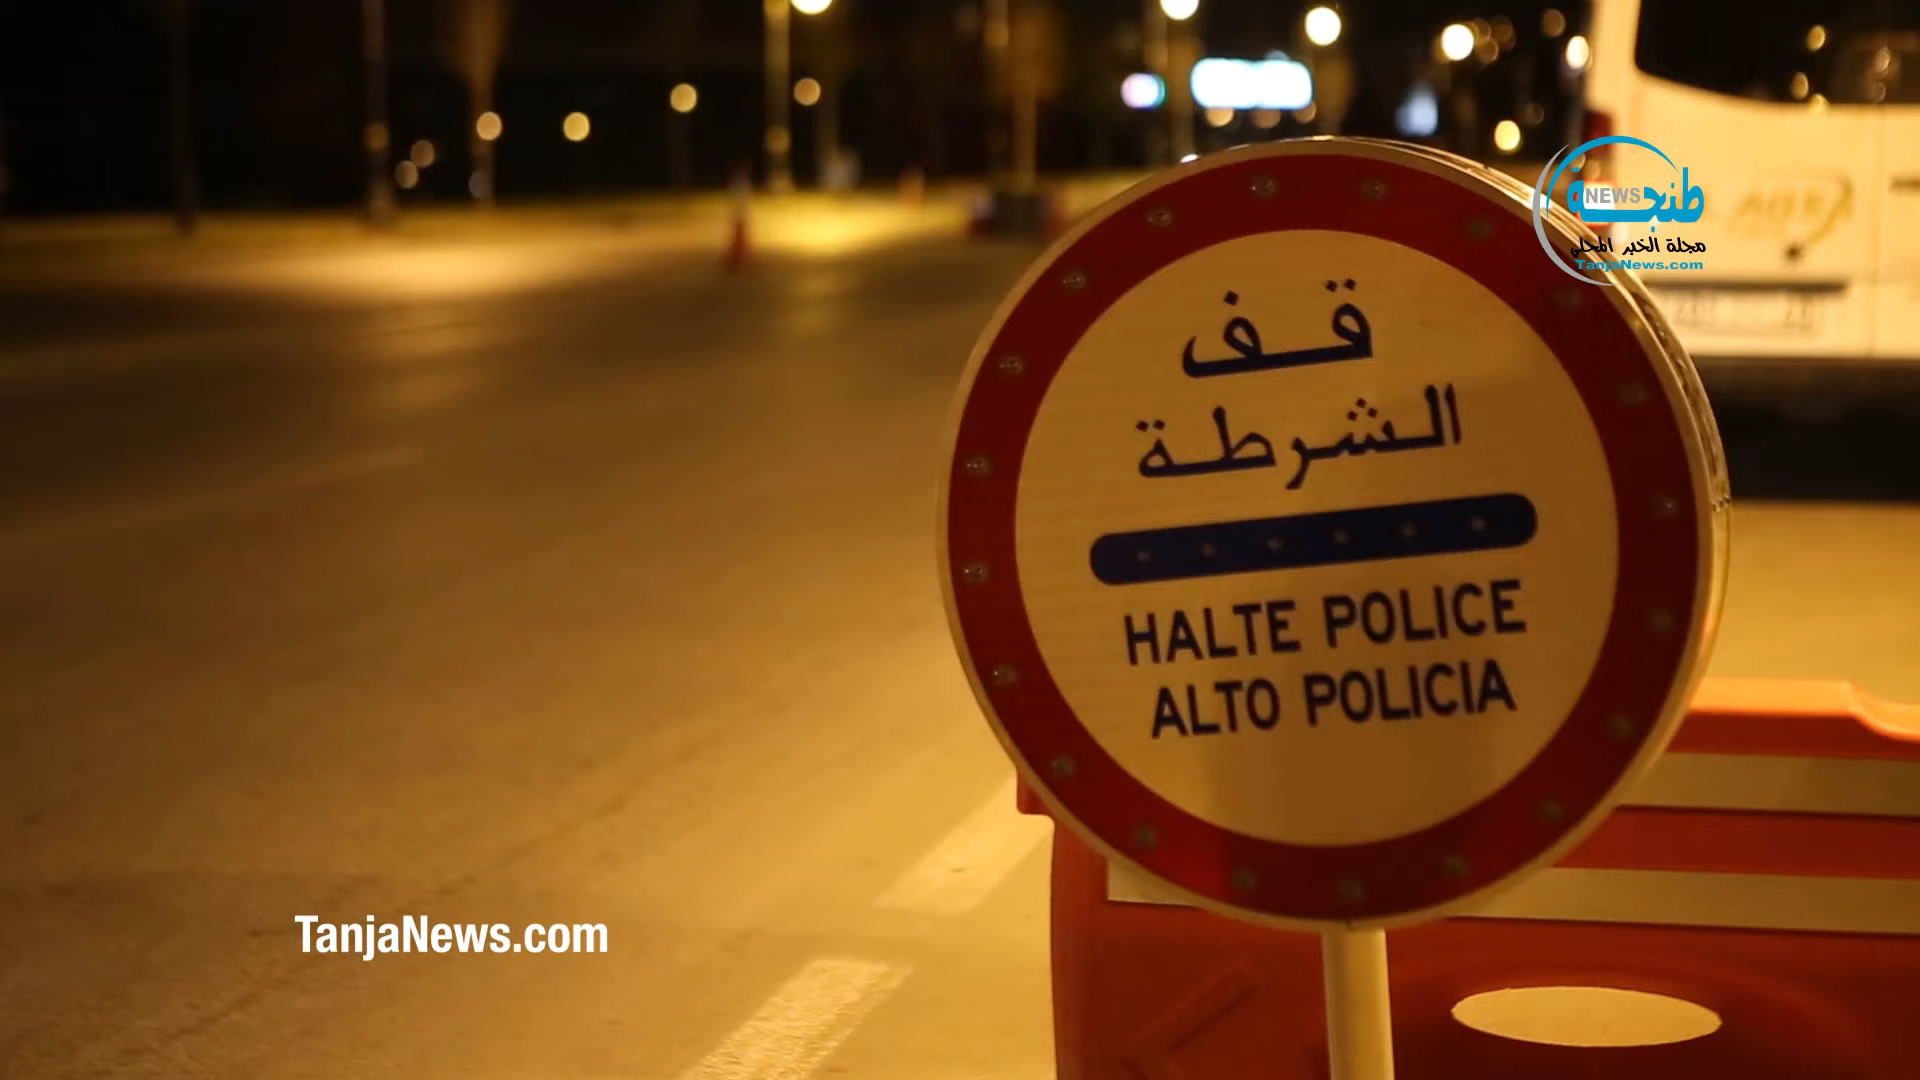 قف
الشرطة
HALTE POLICE
ALTO POLICIA
طنجة
NEWS
مجلة الخبر المحلي
TanjaNews.com
TanjaNews.com